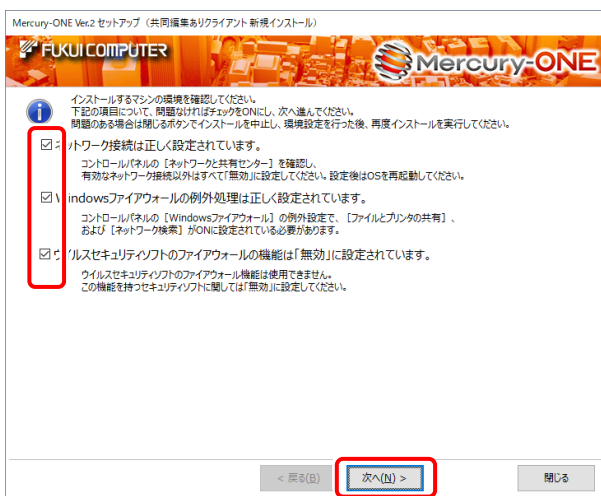 Mercury-ONE Ver.2 セットアップ（共同編集ありクライアント 新規インストール）
FUKUI COMPUTER
Mercury-ONE
インストールするマシンの環境を確認してください。
下記の項目について、問題なければチェックをONにし、次へ進んでください。
問題のある場合は閉じるボタンでインストールを中止し、環境設定を行った後、再度インストールを実行してください。
ネットワーク接続は正しく設定されています。
コントロールパネルの［ネットワークと共有センター］を確認し、
有効なネットワーク接続以外はすべて「無効」に設定してください。設定後はOSを再起動してください。
Windowsファイアウォールの例外処理は正しく設定されています。
コントロールパネルの［Windowsファイアウォール］の例外設定で、［ファイルとプリンタの共有］、
および［ネットワーク検索］がONに設定されている必要があります。
ウイルスセキュリティソフトのファイアウォールの機能は「無効」に設定されています。
ウイルスセキュリティソフトのファイアウォール機能は使用できません。
この機能を持つセキュリティソフトに関しては「無効」に設定してください。
< 戻る(B)
次へ(N) >
閉じる